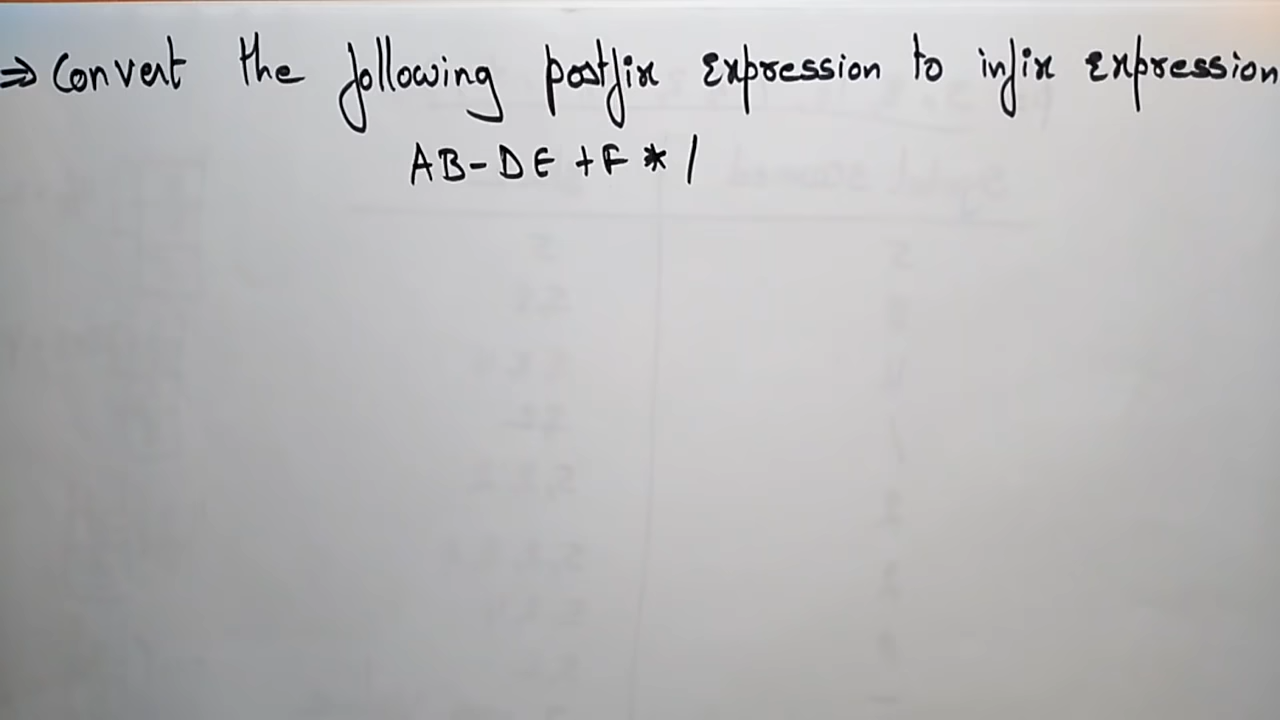 ⇒ Convert the following postfix expression to infix expression
AB-DE+F*/